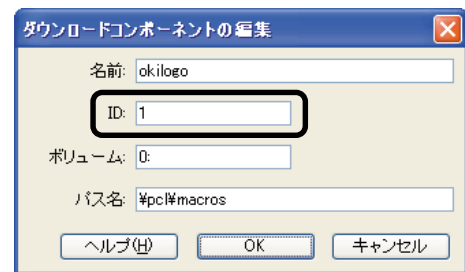 ダウンロードコンポーネントの編集
名前: okilogo
ID: 1
ボリューム: 0:
パス名: ¥pcl¥macros
ヘルプ(H) OK キャンセル